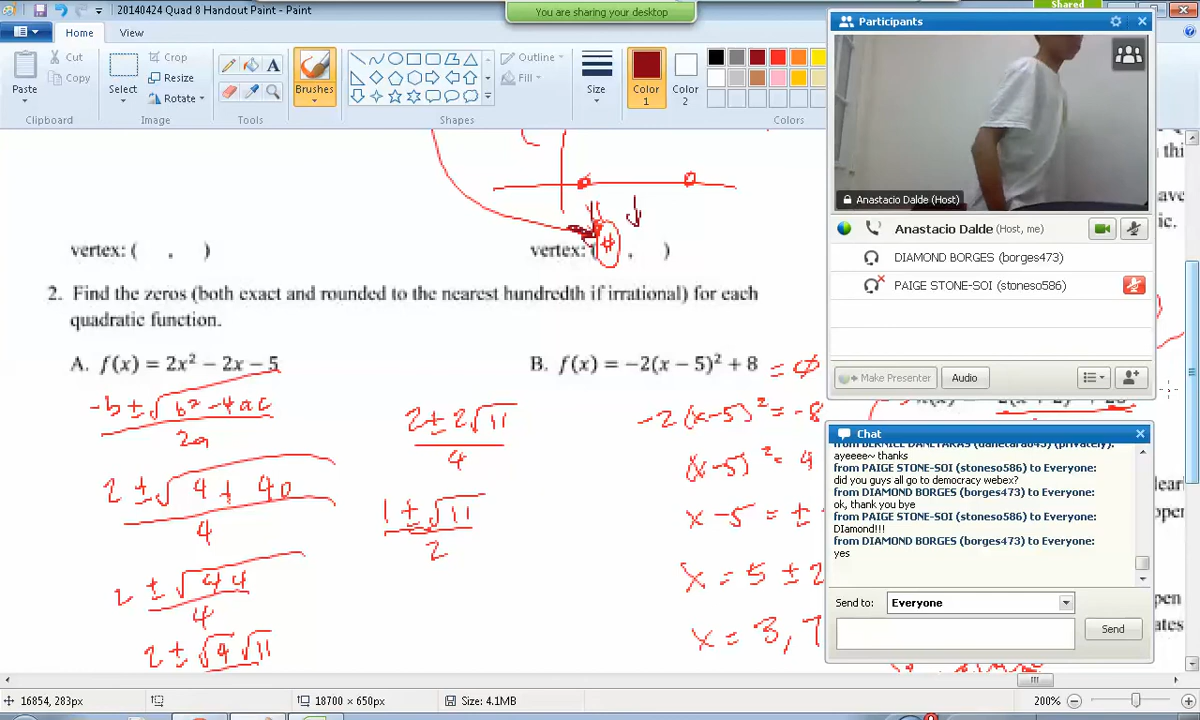 20140424 Quad 8 Handout Paint - Paint
You are sharing your desktop
Shared
Home
View
Paste
Cut
Copy
Clipboard
Select
Crop
Resize
Rotate
Image
Tools
Brushes
Shapes
Outline
Fill
Size
Color 1
Color 2
Colors
vertex: ( , )
vertex: ( , )
2. Find the zeros (both exact and rounded to the nearest hundredth if irrational) for each
quadratic function.
A. f(x) = 2x² − 2x − 5
B. f(x) = −2(x − 5)² + 8 = 0
-b ± √b² - 4ac
2a
2 ± √4 + 40
4
2 ± √44
4
2 ± √4 √11
2 ± 2√11
4
1 ± √11
2
-2(x-5)² = -8
(x-5)² = 4
x - 5 = ±
x = 5 ± 2
x = 3, 7
Participants
Anastacio Dalde (Host)
Anastacio Dalde (Host, me)
DIAMOND BORGES (borges473)
PAIGE STONE-SOI (stoneso586)
Make Presenter
Audio
Chat
from BERNICE DANETARAS (danetara045) (privately):
ayeeee~ thanks
from PAIGE STONE-SOI (stoneso586) to Everyone:
did you guys all go to democracy webex?
from DIAMOND BORGES (borges473) to Everyone:
ok, thank you bye
from PAIGE STONE-SOI (stoneso586) to Everyone:
DIamond!!!
from DIAMOND BORGES (borges473) to Everyone:
yes
Send to:
Everyone
Send
16854, 283px
18700 × 650px
Size: 4.1MB
200%